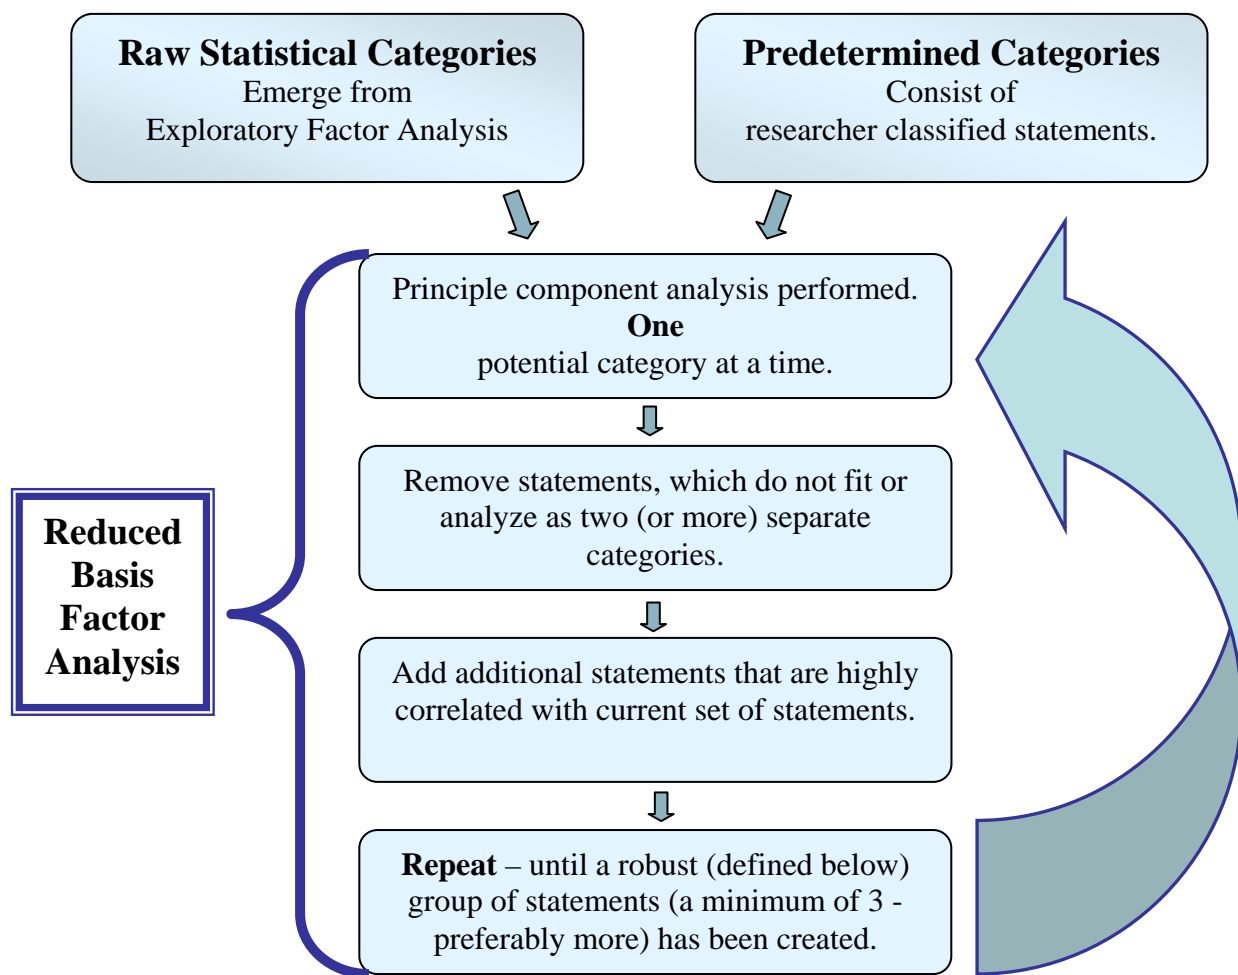 Raw Statistical Categories
Emerge from
Exploratory Factor Analysis
Predetermined Categories
Consist of
researcher classified statements.
Principle component analysis performed.
One
potential category at a time.
Remove statements, which do not fit or
analyze as two (or more) separate
categories.
Reduced
Basis
Factor
Analysis
Add additional statements that are highly
correlated with current set of statements.
Repeat – until a robust (defined below)
group of statements (a minimum of 3 -
preferably more) has been created.